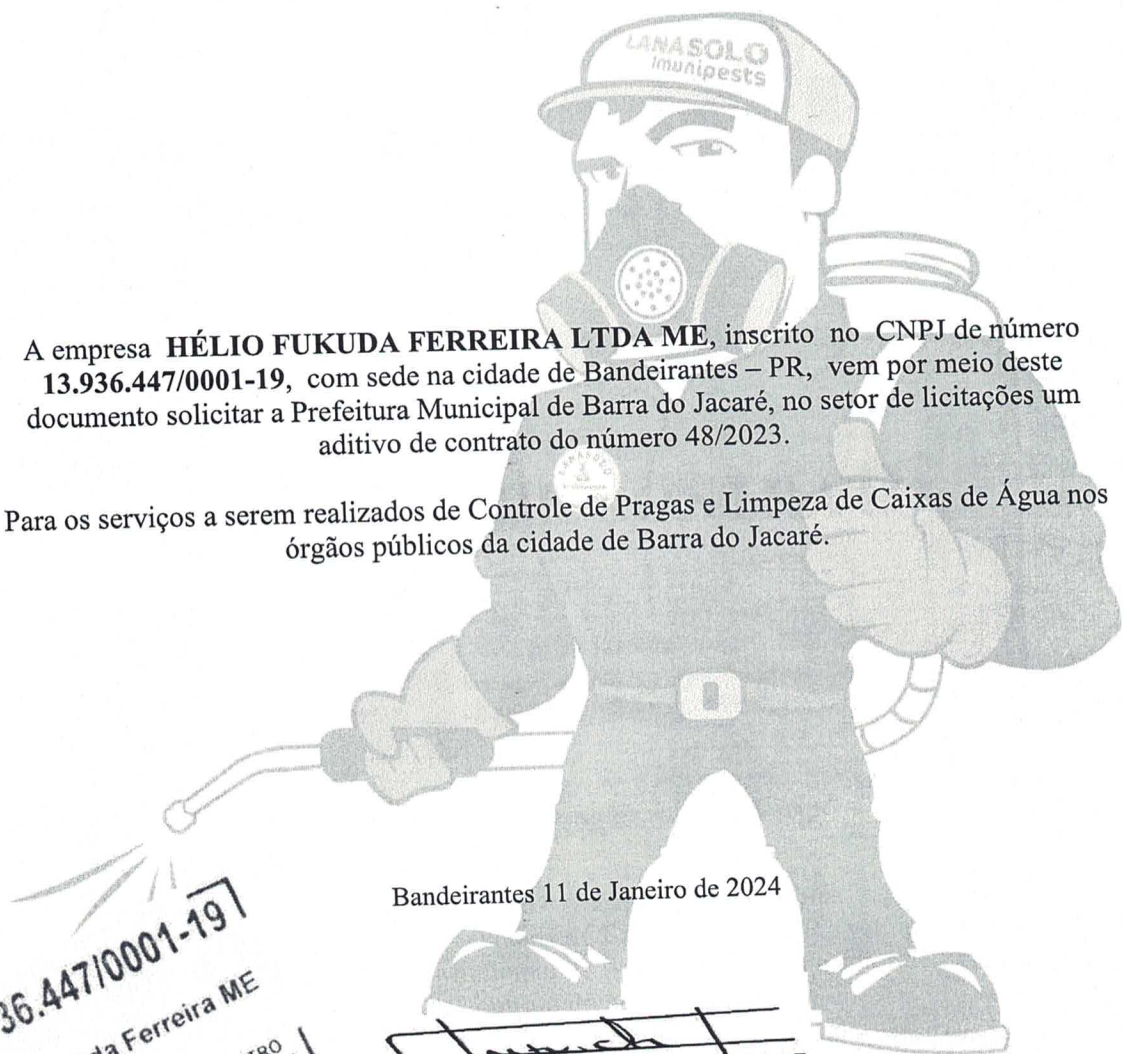 LANASOLO
Imunipests
A empresa HÉLIO FUKUDA FERREIRA LTDA ME, inscrito no CNPJ de número
13.936.447/0001-19, com sede na cidade de Bandeirantes – PR, vem por meio deste
documento solicitar a Prefeitura Municipal de Barra do Jacaré, no setor de licitações um
aditivo de contrato do número 48/2023.
LANASOLO
Para os serviços a serem realizados de Controle de Pragas e Limpeza de Caixas de Água nos
órgãos públicos da cidade de Barra do Jacaré.
Bandeirantes 11 de Janeiro de 2024
36.447/0001-19
da Ferreira ME